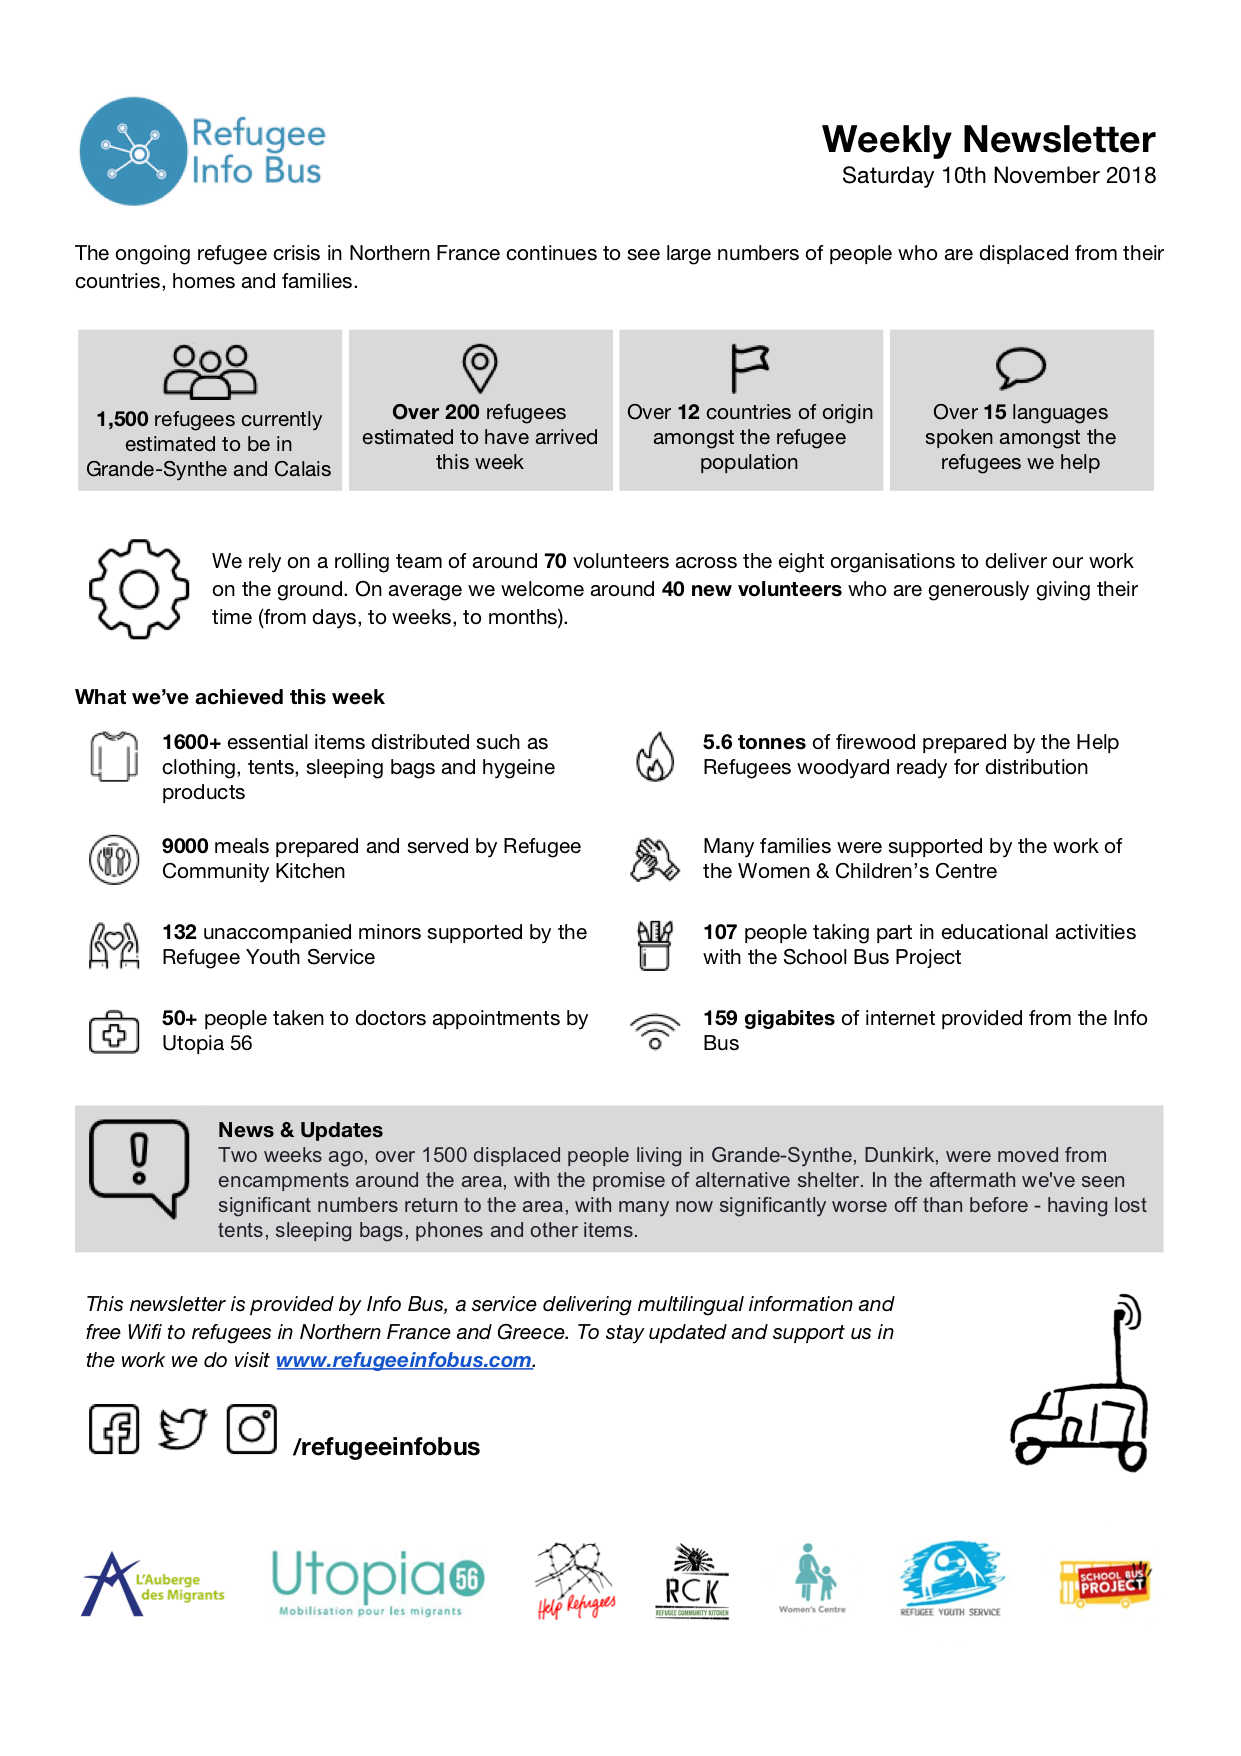 Refugee
Info Bus
Weekly Newsletter
Saturday 10th November 2018
The ongoing refugee crisis in Northern France continues to see large numbers of people who are displaced from their
countries, homes and families.
1,500 refugees currently
estimated to be in
Grande-Synthe and Calais
Over 200 refugees
estimated to have arrived
this week
Over 12 countries of origin
amongst the refugee
population
Over 15 languages
spoken amongst the
refugees we help
We rely on a rolling team of around 70 volunteers across the eight organisations to deliver our work
on the ground. On average we welcome around 40 new volunteers who are generously giving their
time (from days, to weeks, to months).
What we've achieved this week
1600+ essential items distributed such as
clothing, tents, sleeping bags and hygeine
products
5.6 tonnes of firewood prepared by the Help
Refugees woodyard ready for distribution
9000 meals prepared and served by Refugee
Community Kitchen
Many families were supported by the work of
the Women & Children's Centre
132 unaccompanied minors supported by the
Refugee Youth Service
107 people taking part in educational activities
with the School Bus Project
50+ people taken to doctors appointments by
Utopia 56
159 gigabites of internet provided from the Info
Bus
News & Updates
Two weeks ago, over 1500 displaced people living in Grande-Synthe, Dunkirk, were moved from
encampments around the area, with the promise of alternative shelter. In the aftermath we've seen
significant numbers return to the area, with many now significantly worse off than before - having lost
tents, sleeping bags, phones and other items.
This newsletter is provided by Info Bus, a service delivering multilingual information and
free Wifi to refugees in Northern France and Greece. To stay updated and support us in
the work we do visit www.refugeeinfobus.com.
/refugeeinfobus
L'Auberge
des Migrants
Utopia 56
Mobilisation pour les migrants
Help Refugees
RCK
REFUGEE COMMUNITY KITCHEN
Women's Centre
REFUGEE YOUTH SERVICE
SCHOOL BUS
PROJECT